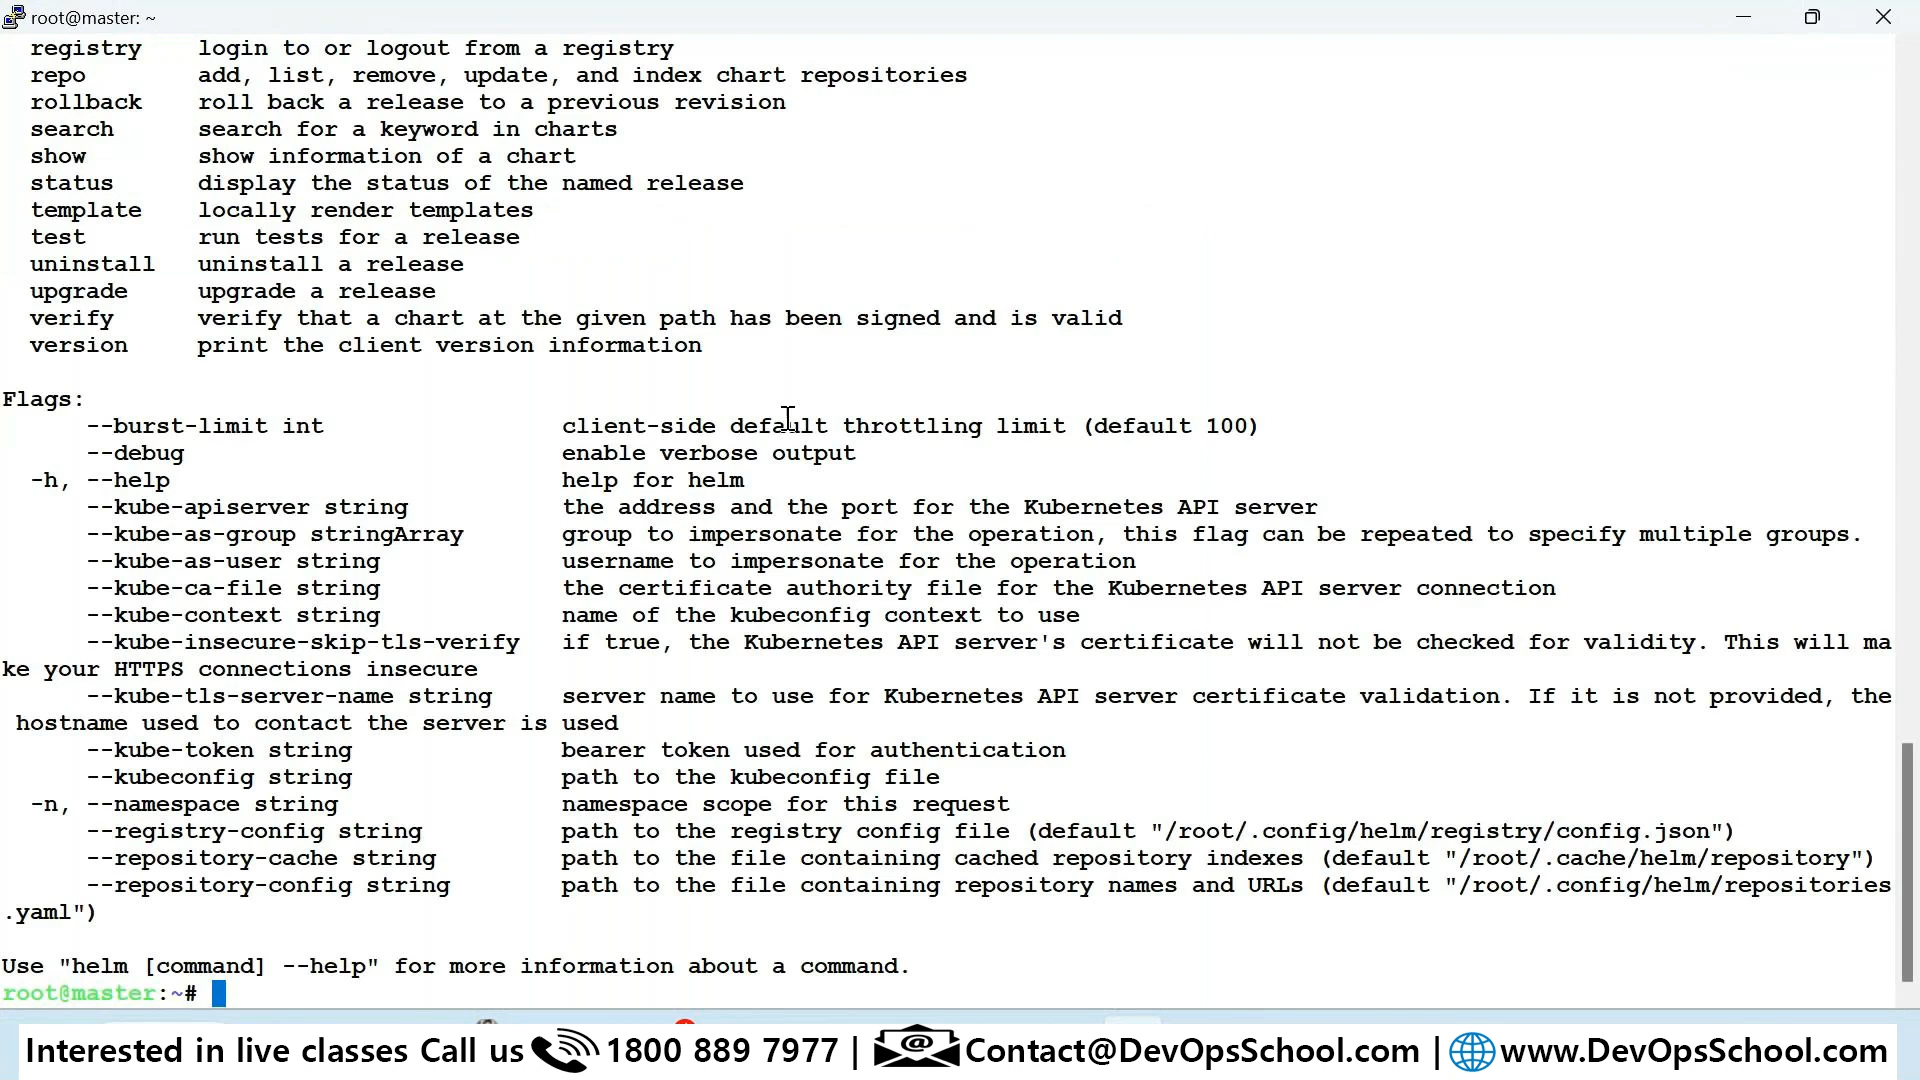 root@master: ~
registry    login to or logout from a registry
repo        add, list, remove, update, and index chart repositories
rollback    roll back a release to a previous revision
search      search for a keyword in charts
show        show information of a chart
status      display the status of the named release
template    locally render templates
test        run tests for a release
uninstall   uninstall a release
upgrade     upgrade a release
verify      verify that a chart at the given path has been signed and is valid
version     print the client version information
Flags:
--burst-limit int                 client-side default throttling limit (default 100)
--debug                           enable verbose output
-h, --help                            help for helm
--kube-apiserver string           the address and the port for the Kubernetes API server
--kube-as-group stringArray       group to impersonate for the operation, this flag can be repeated to specify multiple groups.
--kube-as-user string             username to impersonate for the operation
--kube-ca-file string             the certificate authority file for the Kubernetes API server connection
--kube-context string             name of the kubeconfig context to use
--kube-insecure-skip-tls-verify   if true, the Kubernetes API server's certificate will not be checked for validity. This will ma
ke your HTTPS connections insecure
--kube-tls-server-name string     server name to use for Kubernetes API server certificate validation. If it is not provided, the
hostname used to contact the server is used
--kube-token string               bearer token used for authentication
--kubeconfig string               path to the kubeconfig file
-n, --namespace string                namespace scope for this request
--registry-config string          path to the registry config file (default "/root/.config/helm/registry/config.json")
--repository-cache string         path to the file containing cached repository indexes (default "/root/.cache/helm/repository")
--repository-config string        path to the file containing repository names and URLs (default "/root/.config/helm/repositories
.yaml")
Use "helm [command] --help" for more information about a command.
root@master:~#
Interested in live classes Call us 1800 889 7977 | Contact@DevOpsSchool.com | www.DevOpsSchool.com